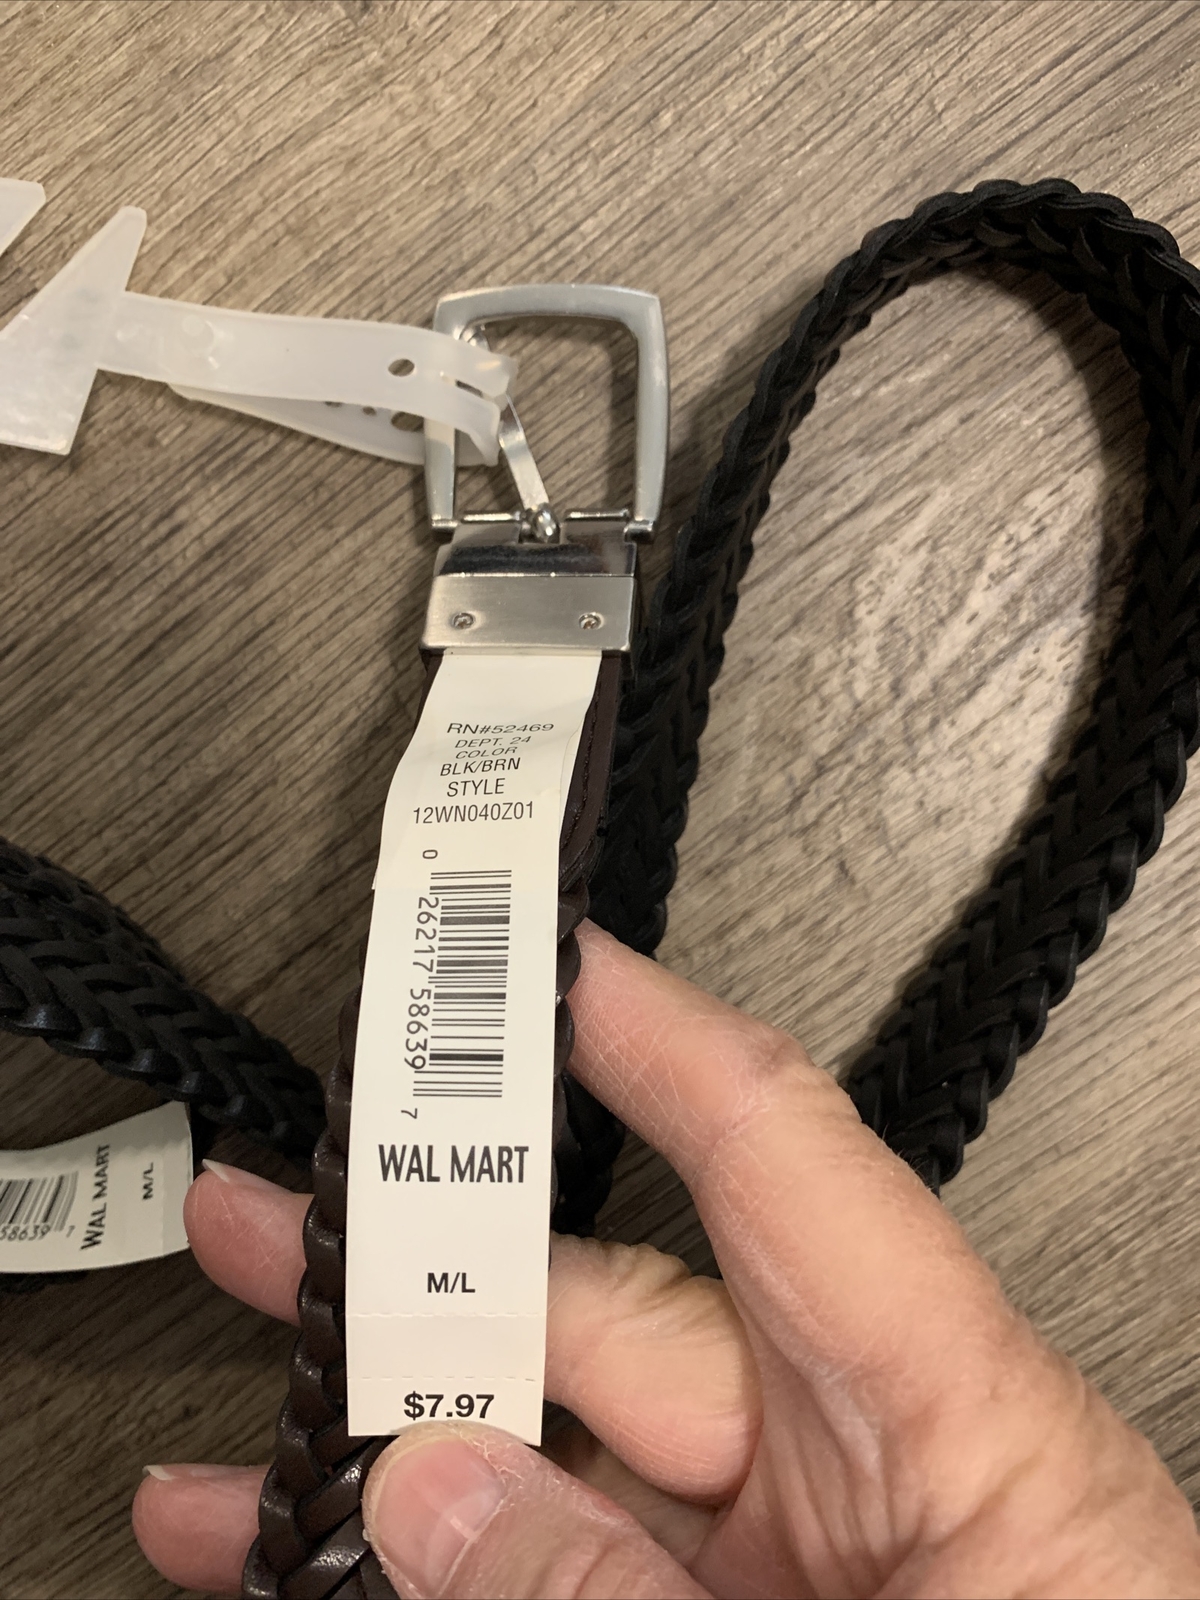 RN#52469
DEPT. 24
COLOR
BLK/BRN
STYLE
12WN040Z01
0 26217 58639 7
WAL MART
M/L
$7.97
58639 7
WAL MART
M/L